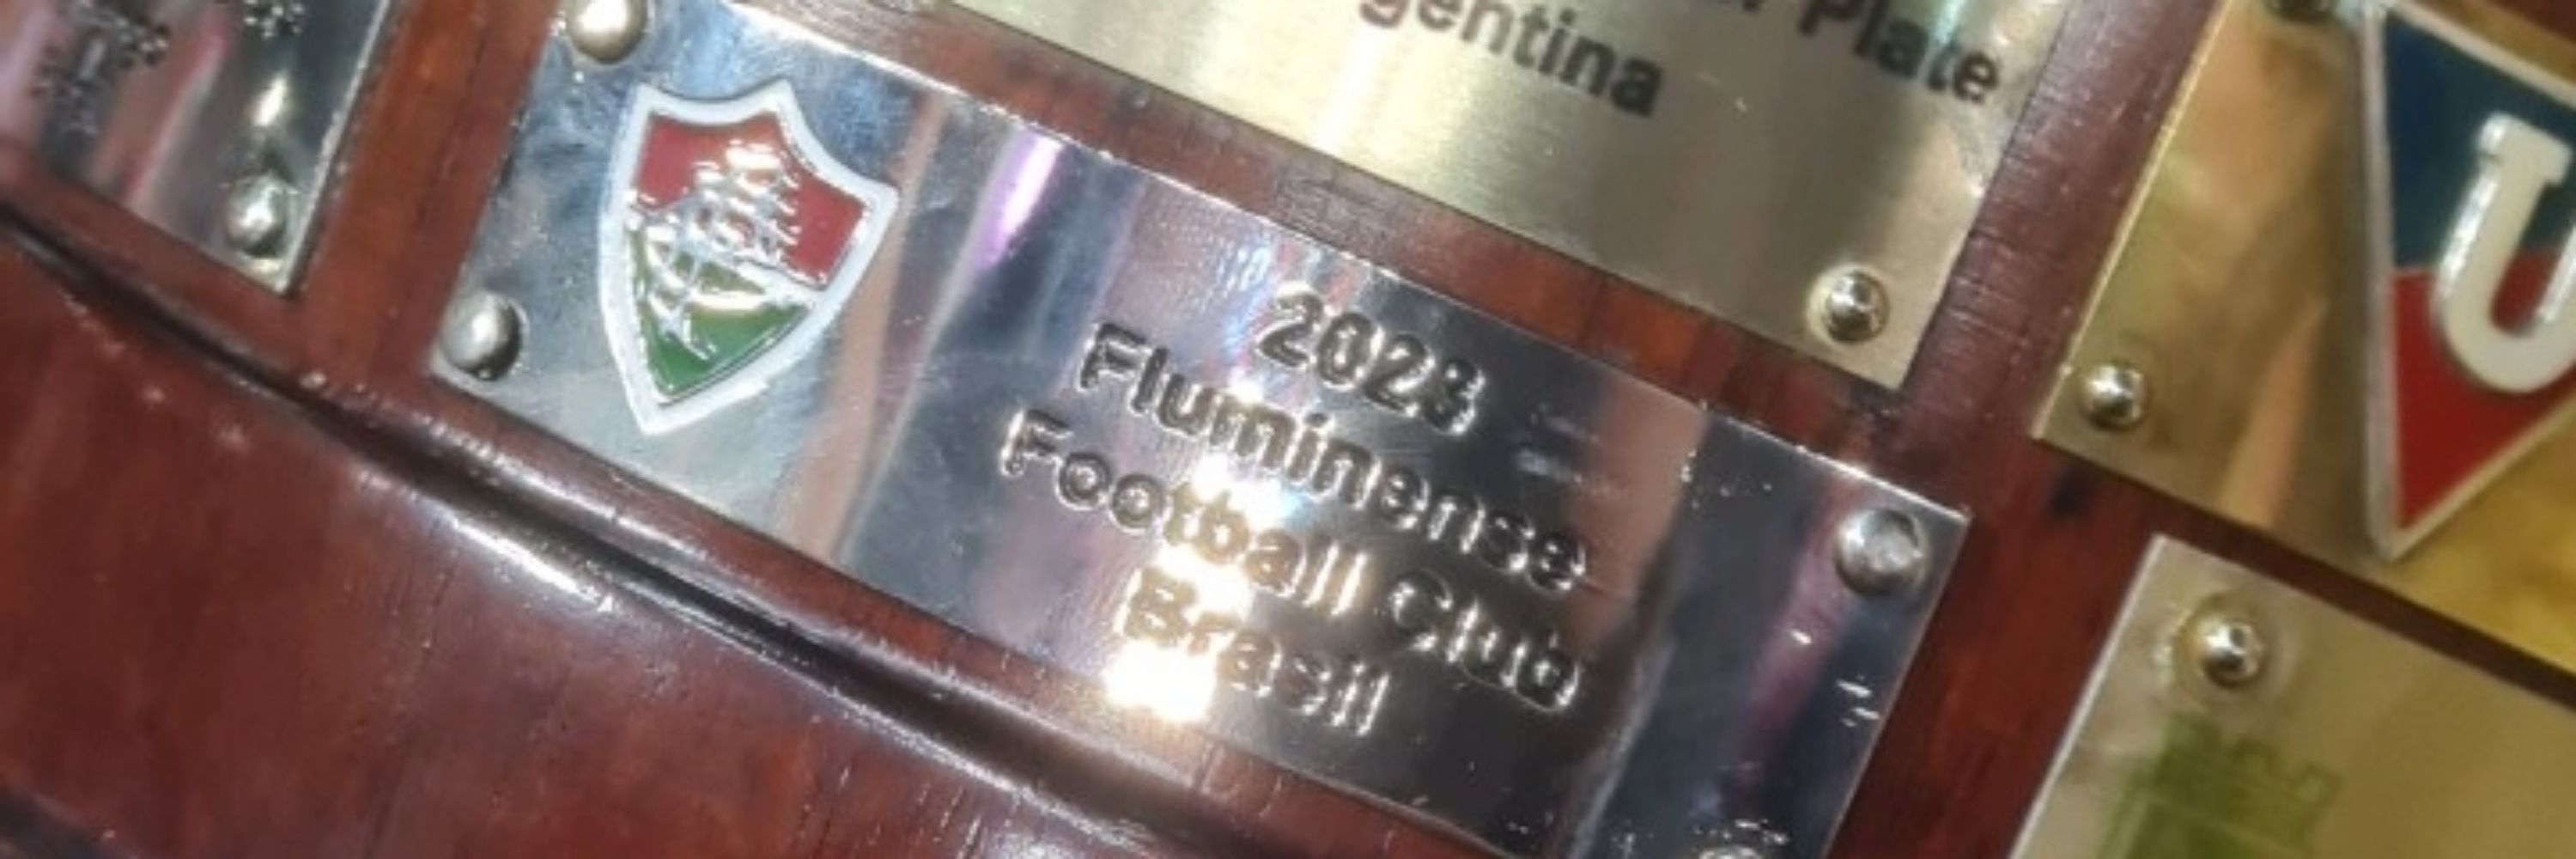 Plate
gentina
2023
Fluminense
Football Club
Brasil
U